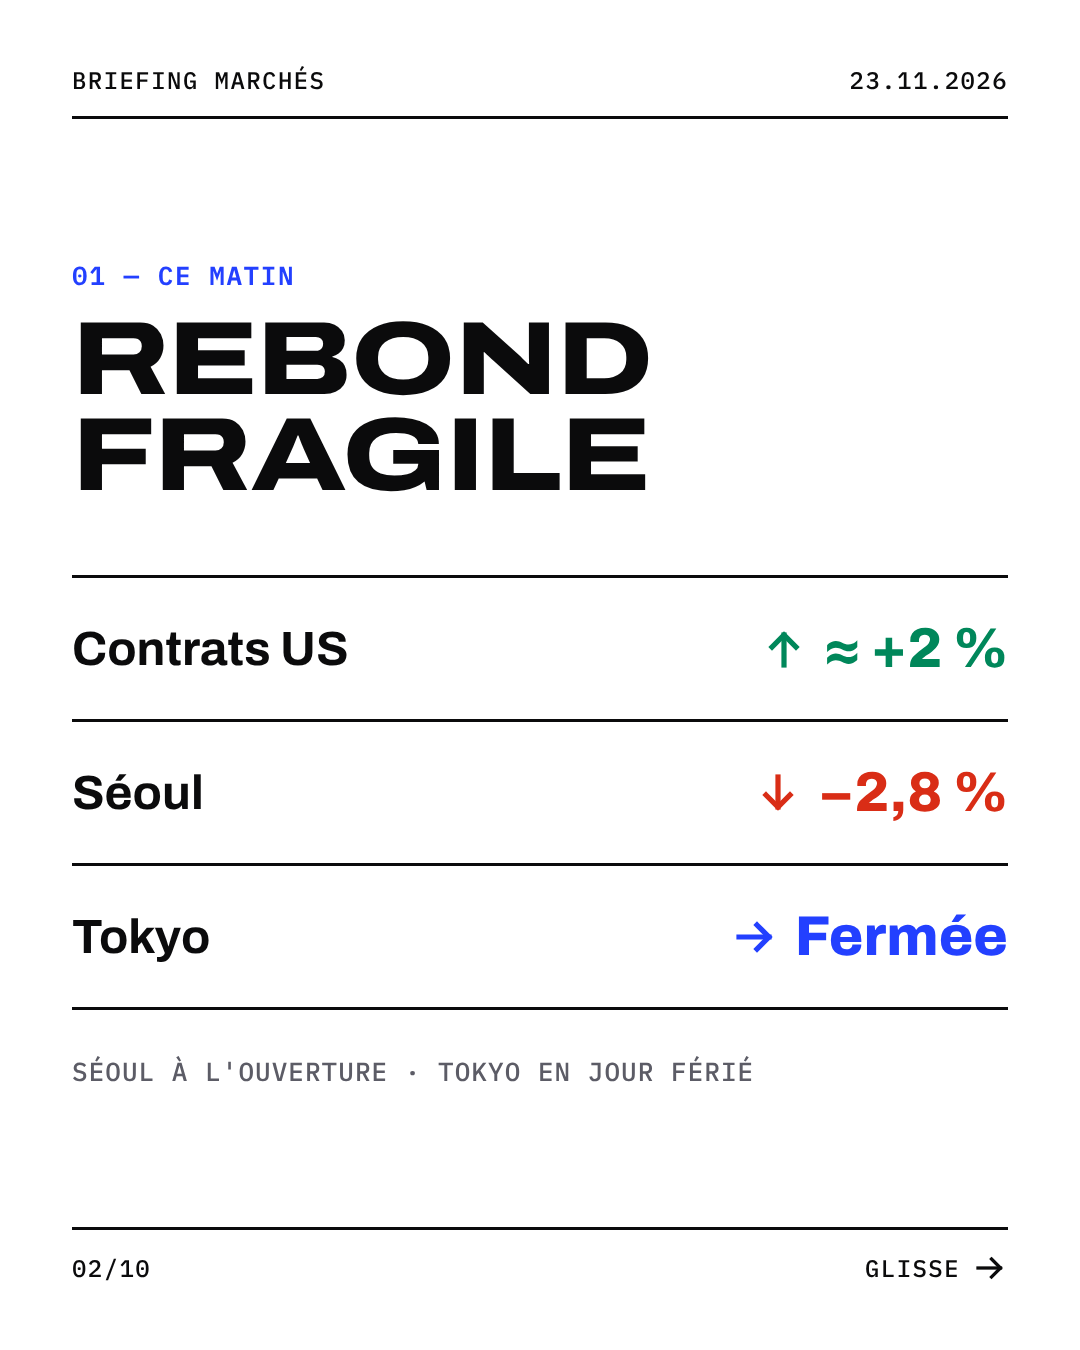 BRIEFING MARCHÉS 23.11.2026
01 — CE MATIN
REBOND
FRAGILE
Contrats US ↑ ≈ +2 %
Séoul ↓ −2,8 %
Tokyo → Fermée
SÉOUL À L'OUVERTURE · TOKYO EN JOUR FÉRIÉ
02/10 GLISSE →